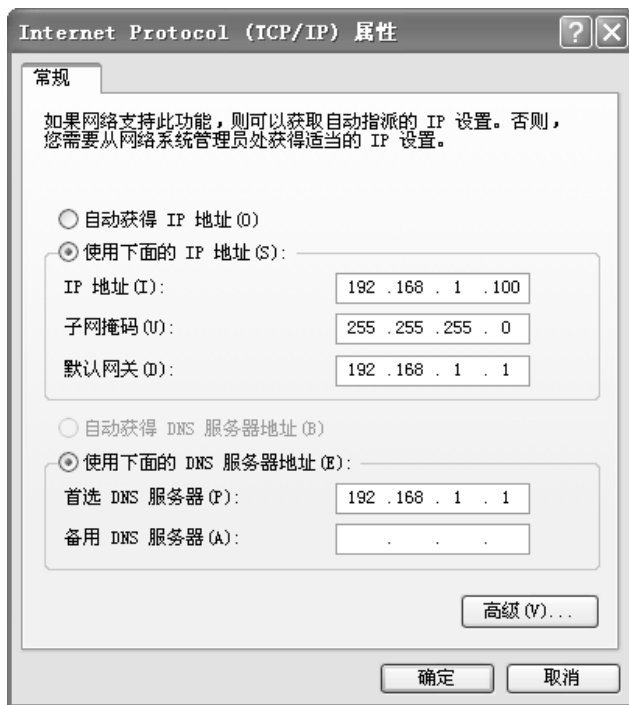 Internet Protocol (TCP/IP) 属性
常规
如果网络支持此功能，则可以获取自动指派的 IP 设置。否则，
您需要从网络系统管理员处获得适当的 IP 设置。
自动获得 IP 地址(O)
使用下面的 IP 地址(S):
IP 地址(I): 192 .168 . 1 .100
子网掩码(U): 255 .255 .255 . 0
默认网关(D): 192 .168 . 1 . 1
自动获得 DNS 服务器地址(B)
使用下面的 DNS 服务器地址(E):
首选 DNS 服务器(P): 192 .168 . 1 . 1
备用 DNS 服务器(A): . . .
高级(V)...
确定 取消